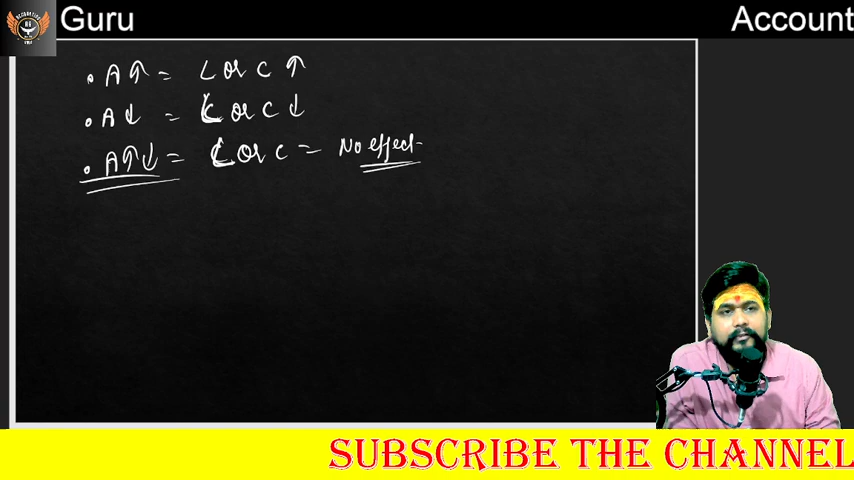 Guru
Account
. A↑ = L or C ↑
. A↓ = L or C ↓
. A↑↓ = L or C = No effect
SUBSCRIBE THE CHANNEL